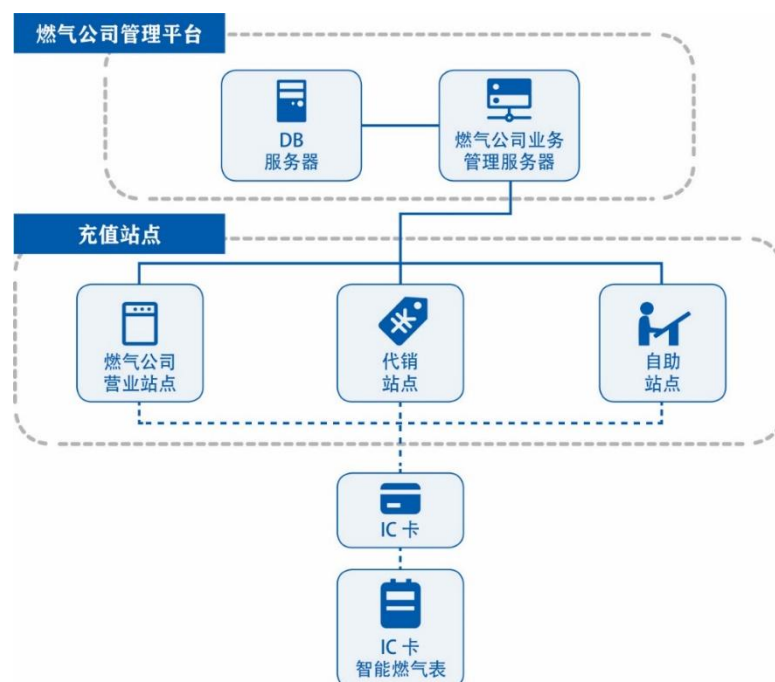 燃气公司管理平台
DB
服务器
燃气公司业务
管理服务器
充值站点
燃气公司
营业站点
代销
站点
自助
站点
IC 卡
IC 卡
智能燃气表